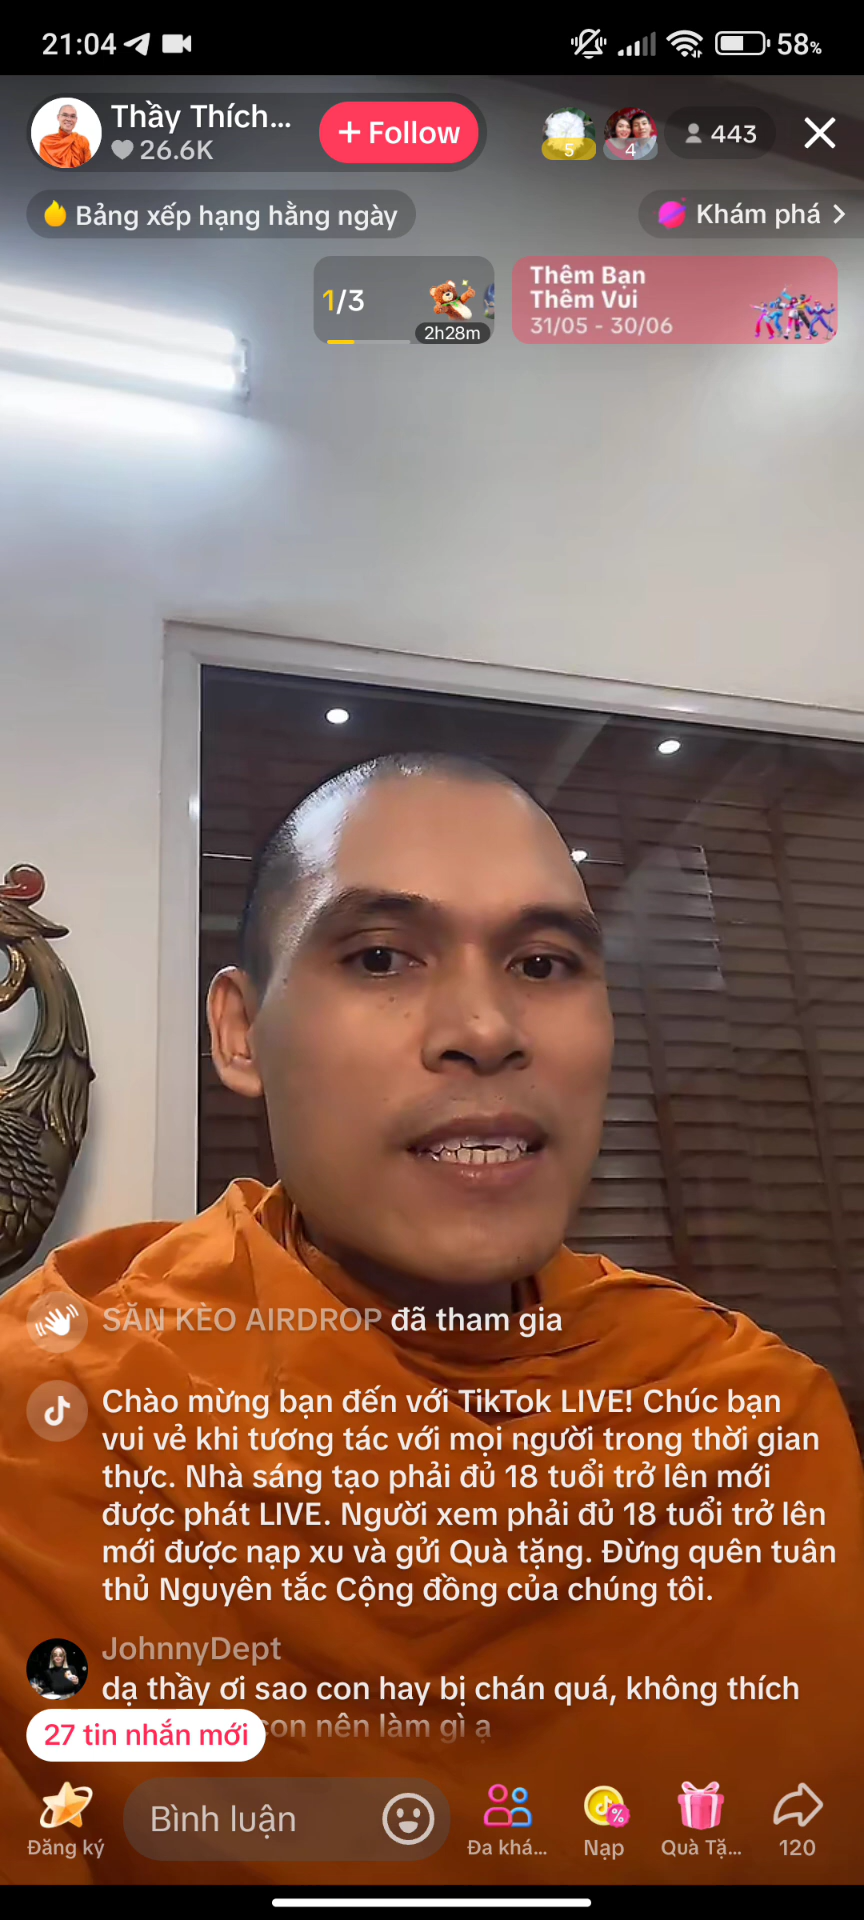 21:04
58%
Thầy Thích...
26.6K
+ Follow
5
4
443
Bảng xếp hạng hằng ngày
Khám phá
1/3
2h28m
Thêm Bạn
Thêm Vui
31/05 - 30/06
SĂN KÈO AIRDROP đã tham gia
Chào mừng bạn đến với TikTok LIVE! Chúc bạn
vui vẻ khi tương tác với mọi người trong thời gian
thực. Nhà sáng tạo phải đủ 18 tuổi trở lên mới
được phát LIVE. Người xem phải đủ 18 tuổi trở lên
mới được nạp xu và gửi Quà tặng. Đừng quên tuân
thủ Nguyên tắc Cộng đồng của chúng tôi.
JohnnyDept
dạ thầy ơi sao con hay bị chán quá, không thích
con nên làm gì ạ
27 tin nhắn mới
Bình luận
Đăng ký
Đa khá...
Nạp
Quà Tặ...
120